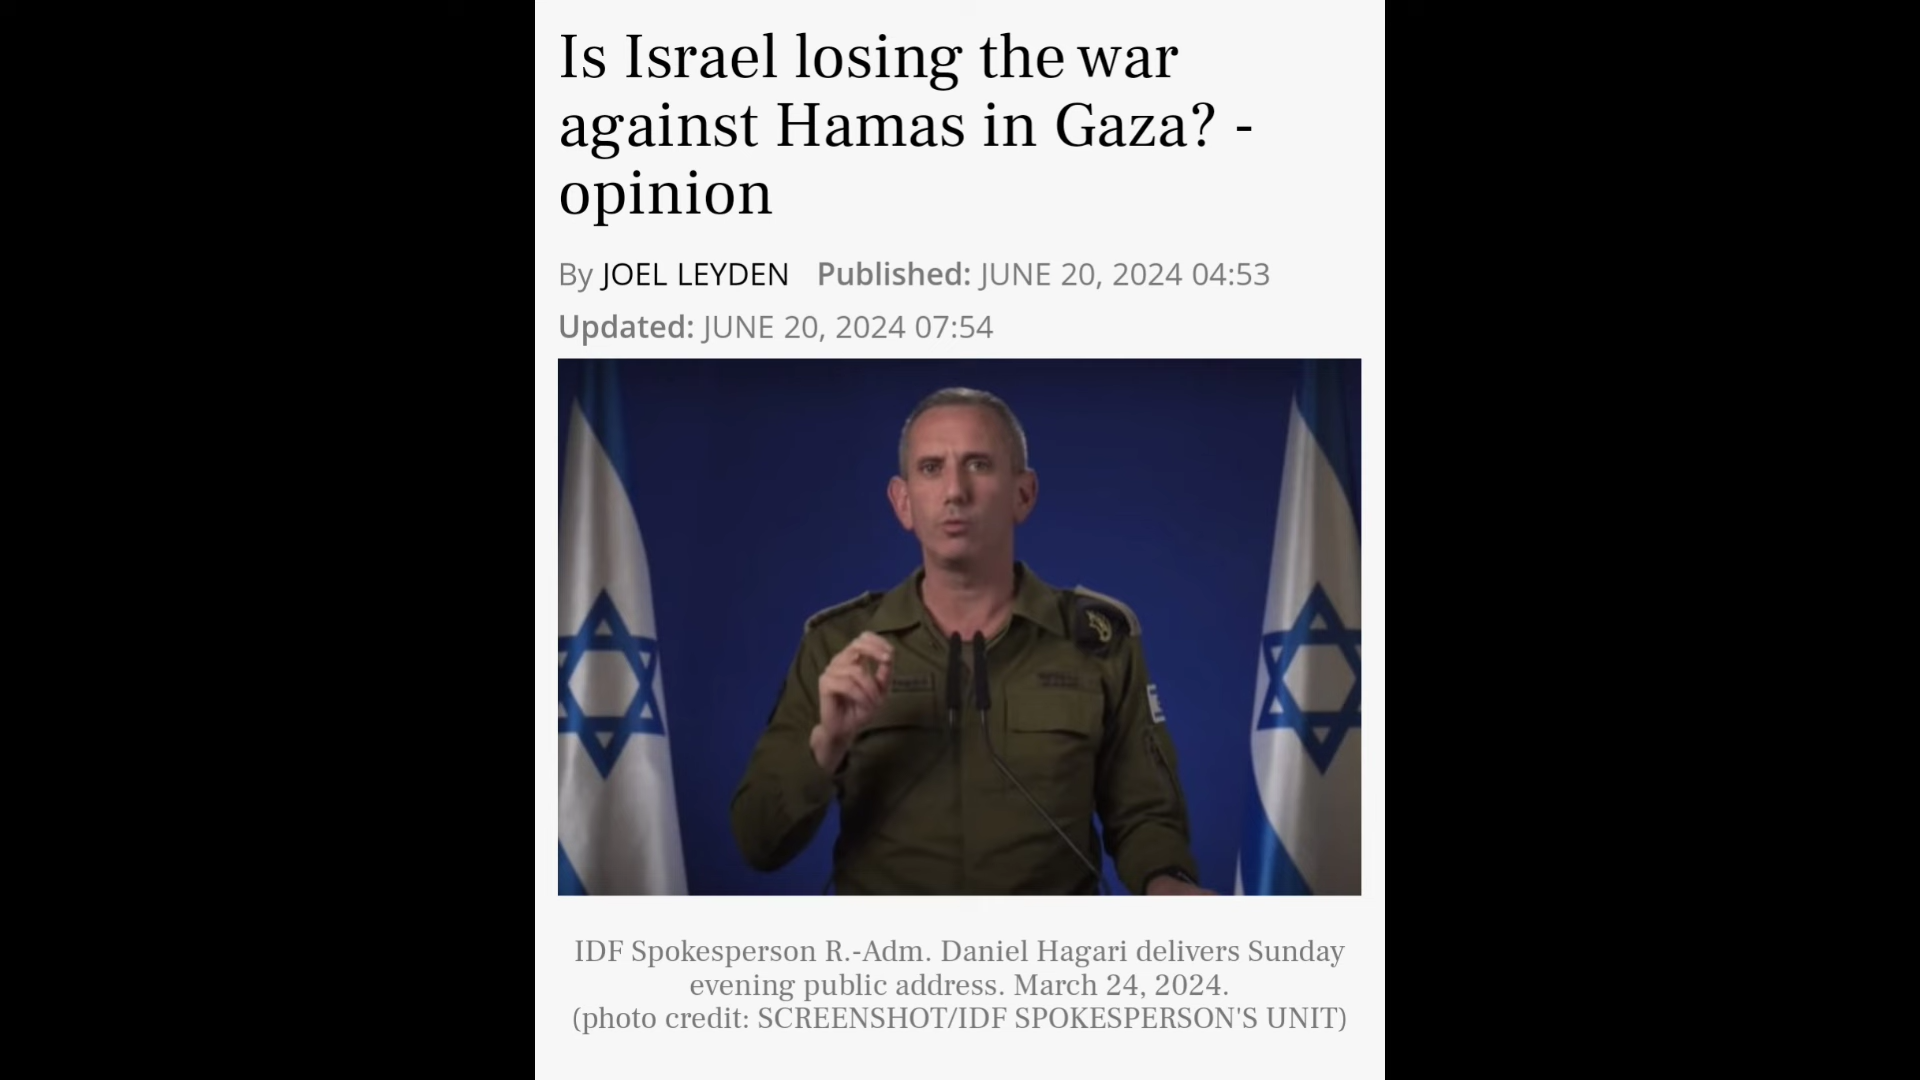 Is Israel losing the war
against Hamas in Gaza? -
opinion
By JOEL LEYDEN Published: JUNE 20, 2024 04:53
Updated: JUNE 20, 2024 07:54
IDF Spokesperson R.-Adm. Daniel Hagari delivers Sunday
evening public address. March 24, 2024.
(photo credit: SCREENSHOT/IDF SPOKESPERSON'S UNIT)